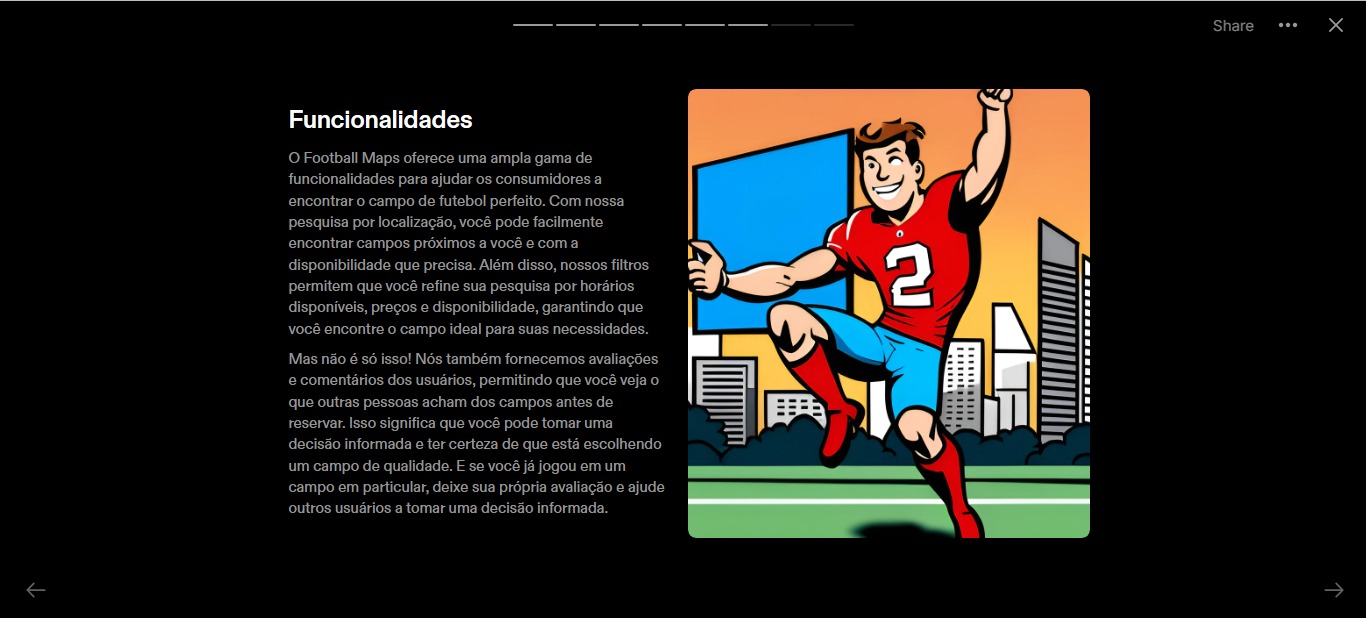 Share
Funcionalidades
O Football Maps oferece uma ampla gama de
funcionalidades para ajudar os consumidores a
encontrar o campo de futebol perfeito. Com nossa
pesquisa por localização, você pode facilmente
encontrar campos próximos a você e com a
disponibilidade que precisa. Além disso, nossos filtros
permitem que você refine sua pesquisa por horários
disponíveis, preços e disponibilidade, garantindo que
você encontre o campo ideal para suas necessidades.
Mas não é só isso! Nós também fornecemos avaliações
e comentários dos usuários, permitindo que você veja o
que outras pessoas acham dos campos antes de
reservar. Isso significa que você pode tomar uma
decisão informada e ter certeza de que está escolhendo
um campo de qualidade. E se você já jogou em um
campo em particular, deixe sua própria avaliação e ajude
outros usuários a tomar uma decisão informada.
2